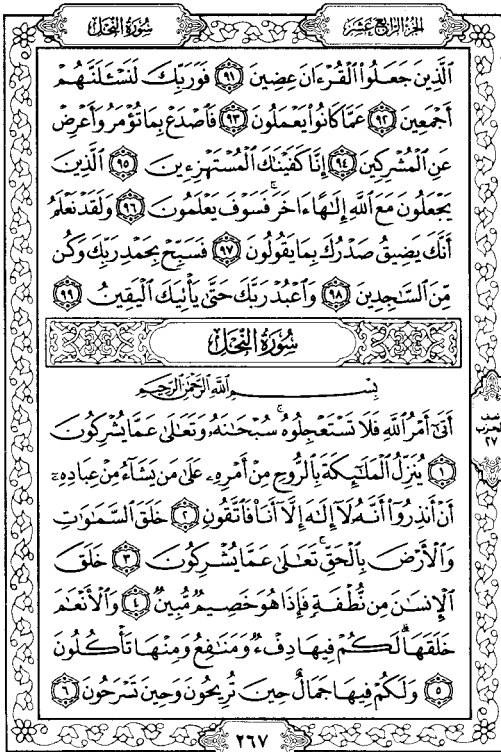 الجزء الرابع عشر
سورة النحل
الَّذِينَ جَعَلُوا الْقُرْءَانَ عِضِينَ ٩١ فَوَرَبِّكَ لَنَسْـَٔلَنَّهُمْ
أَجْمَعِينَ ٩٢ عَمَّا كَانُوا يَعْمَلُونَ ٩٣ فَاصْدَعْ بِمَا تُؤْمَرُ وَأَعْرِضْ
عَنِ الْمُشْرِكِينَ ٩٤ إِنَّا كَفَيْنَاكَ الْمُسْتَهْزِءِينَ ٩٥ الَّذِينَ
يَجْعَلُونَ مَعَ اللَّهِ إِلَٰهًا ءَاخَرَ ۚ فَسَوْفَ يَعْلَمُونَ ٩٦ وَلَقَدْ نَعْلَمُ
أَنَّكَ يَضِيقُ صَدْرُكَ بِمَا يَقُولُونَ ٩٧ فَسَبِّحْ بِحَمْدِ رَبِّكَ وَكُن
مِّنَ السَّاجِدِينَ ٩٨ وَاعْبُدْ رَبَّكَ حَتَّىٰ يَأْتِيَكَ الْيَقِينُ ٩٩
سُورَةُ النَّحْلِ
بِسْمِ اللَّهِ الرَّحْمَٰنِ الرَّحِيمِ
أَتَىٰ أَمْرُ اللَّهِ فَلَا تَسْتَعْجِلُوهُ ۚ سُبْحَانَهُ وَتَعَالَىٰ عَمَّا يُشْرِكُونَ
١ يُنَزِّلُ الْمَلَٰٓئِكَةَ بِالرُّوحِ مِنْ أَمْرِهِ عَلَىٰ مَن يَشَاءُ مِنْ عِبَادِهِ
أَنْ أَنذِرُوا أَنَّهُ لَا إِلَٰهَ إِلَّا أَنَا فَاتَّقُونِ ٢ خَلَقَ السَّمَاوَاتِ
وَالْأَرْضَ بِالْحَقِّ ۚ تَعَالَىٰ عَمَّا يُشْرِكُونَ ٣ خَلَقَ
الْإِنسَانَ مِن نُّطْفَةٍ فَإِذَا هُوَ خَصِيمٌ مُّبِينٌ ٤ وَالْأَنْعَامَ
خَلَقَهَا ۗ لَكُمْ فِيهَا دِفْءٌ وَمَنَافِعُ وَمِنْهَا تَأْكُلُونَ
٥ وَلَكُمْ فِيهَا جَمَالٌ حِينَ تُرِيحُونَ وَحِينَ تَسْرَحُونَ ٦
نصف
الحزب
٢٧
٢٦٧